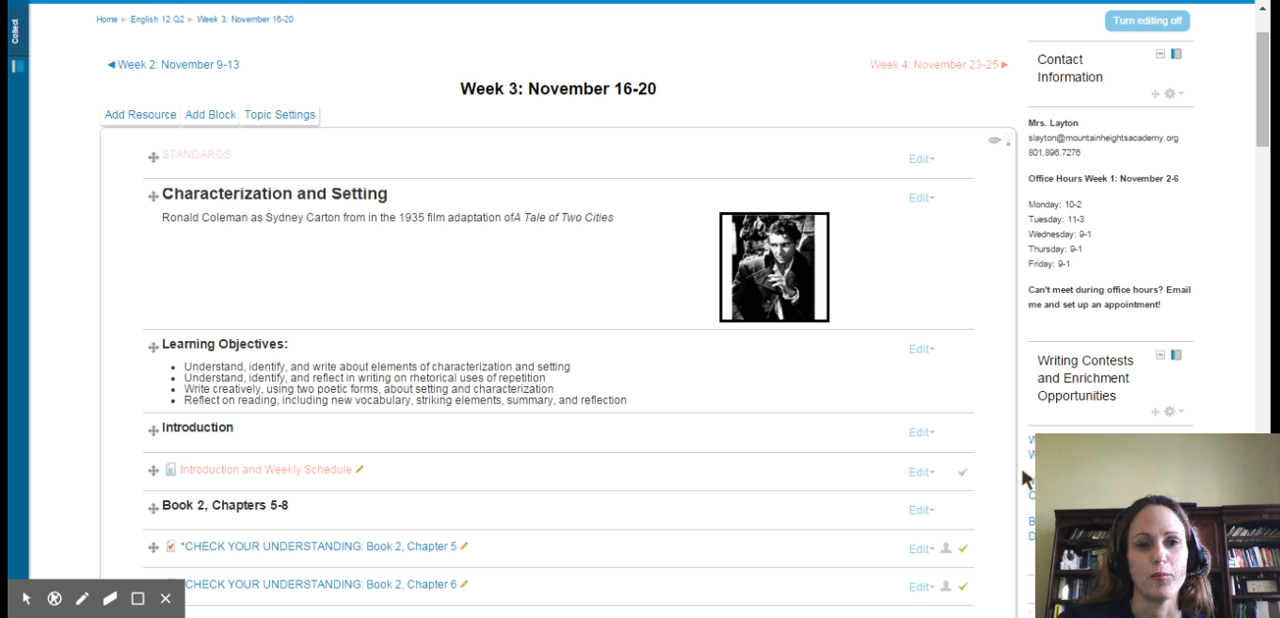 Collect
Home ▶ English 12 Q2 ▶ Week 3: November 16-20
Turn editing off
◀ Week 2: November 9-13
Week 4: November 23-25 ▶
Week 3: November 16-20
Add Resource Add Block Topic Settings
STANDARDS
Edit
Characterization and Setting
Edit
Ronald Coleman as Sydney Carton from in the 1935 film adaptation ofA Tale of Two Cities
Learning Objectives:
Edit
• Understand, identify, and write about elements of characterization and setting
• Understand, identify, and reflect in writing on rhetorical uses of repetition
• Write creatively, using two poetic forms, about setting and characterization
• Reflect on reading, including new vocabulary, striking elements, summary, and reflection
Introduction
Edit
Introduction and Weekly Schedule
Edit
Book 2, Chapters 5-8
Edit
*CHECK YOUR UNDERSTANDING: Book 2, Chapter 5
Edit
CHECK YOUR UNDERSTANDING: Book 2, Chapter 6
Edit
Contact
Information
Mrs. Layton
slayton@mountainheightsacademy.org
801.896.7276
Office Hours Week 1: November 2-6
Monday: 10-2
Tuesday: 11-3
Wednesday: 9-1
Thursday: 9-1
Friday: 9-1
Can't meet during office hours? Email
me and set up an appointment!
Writing Contests
and Enrichment
Opportunities